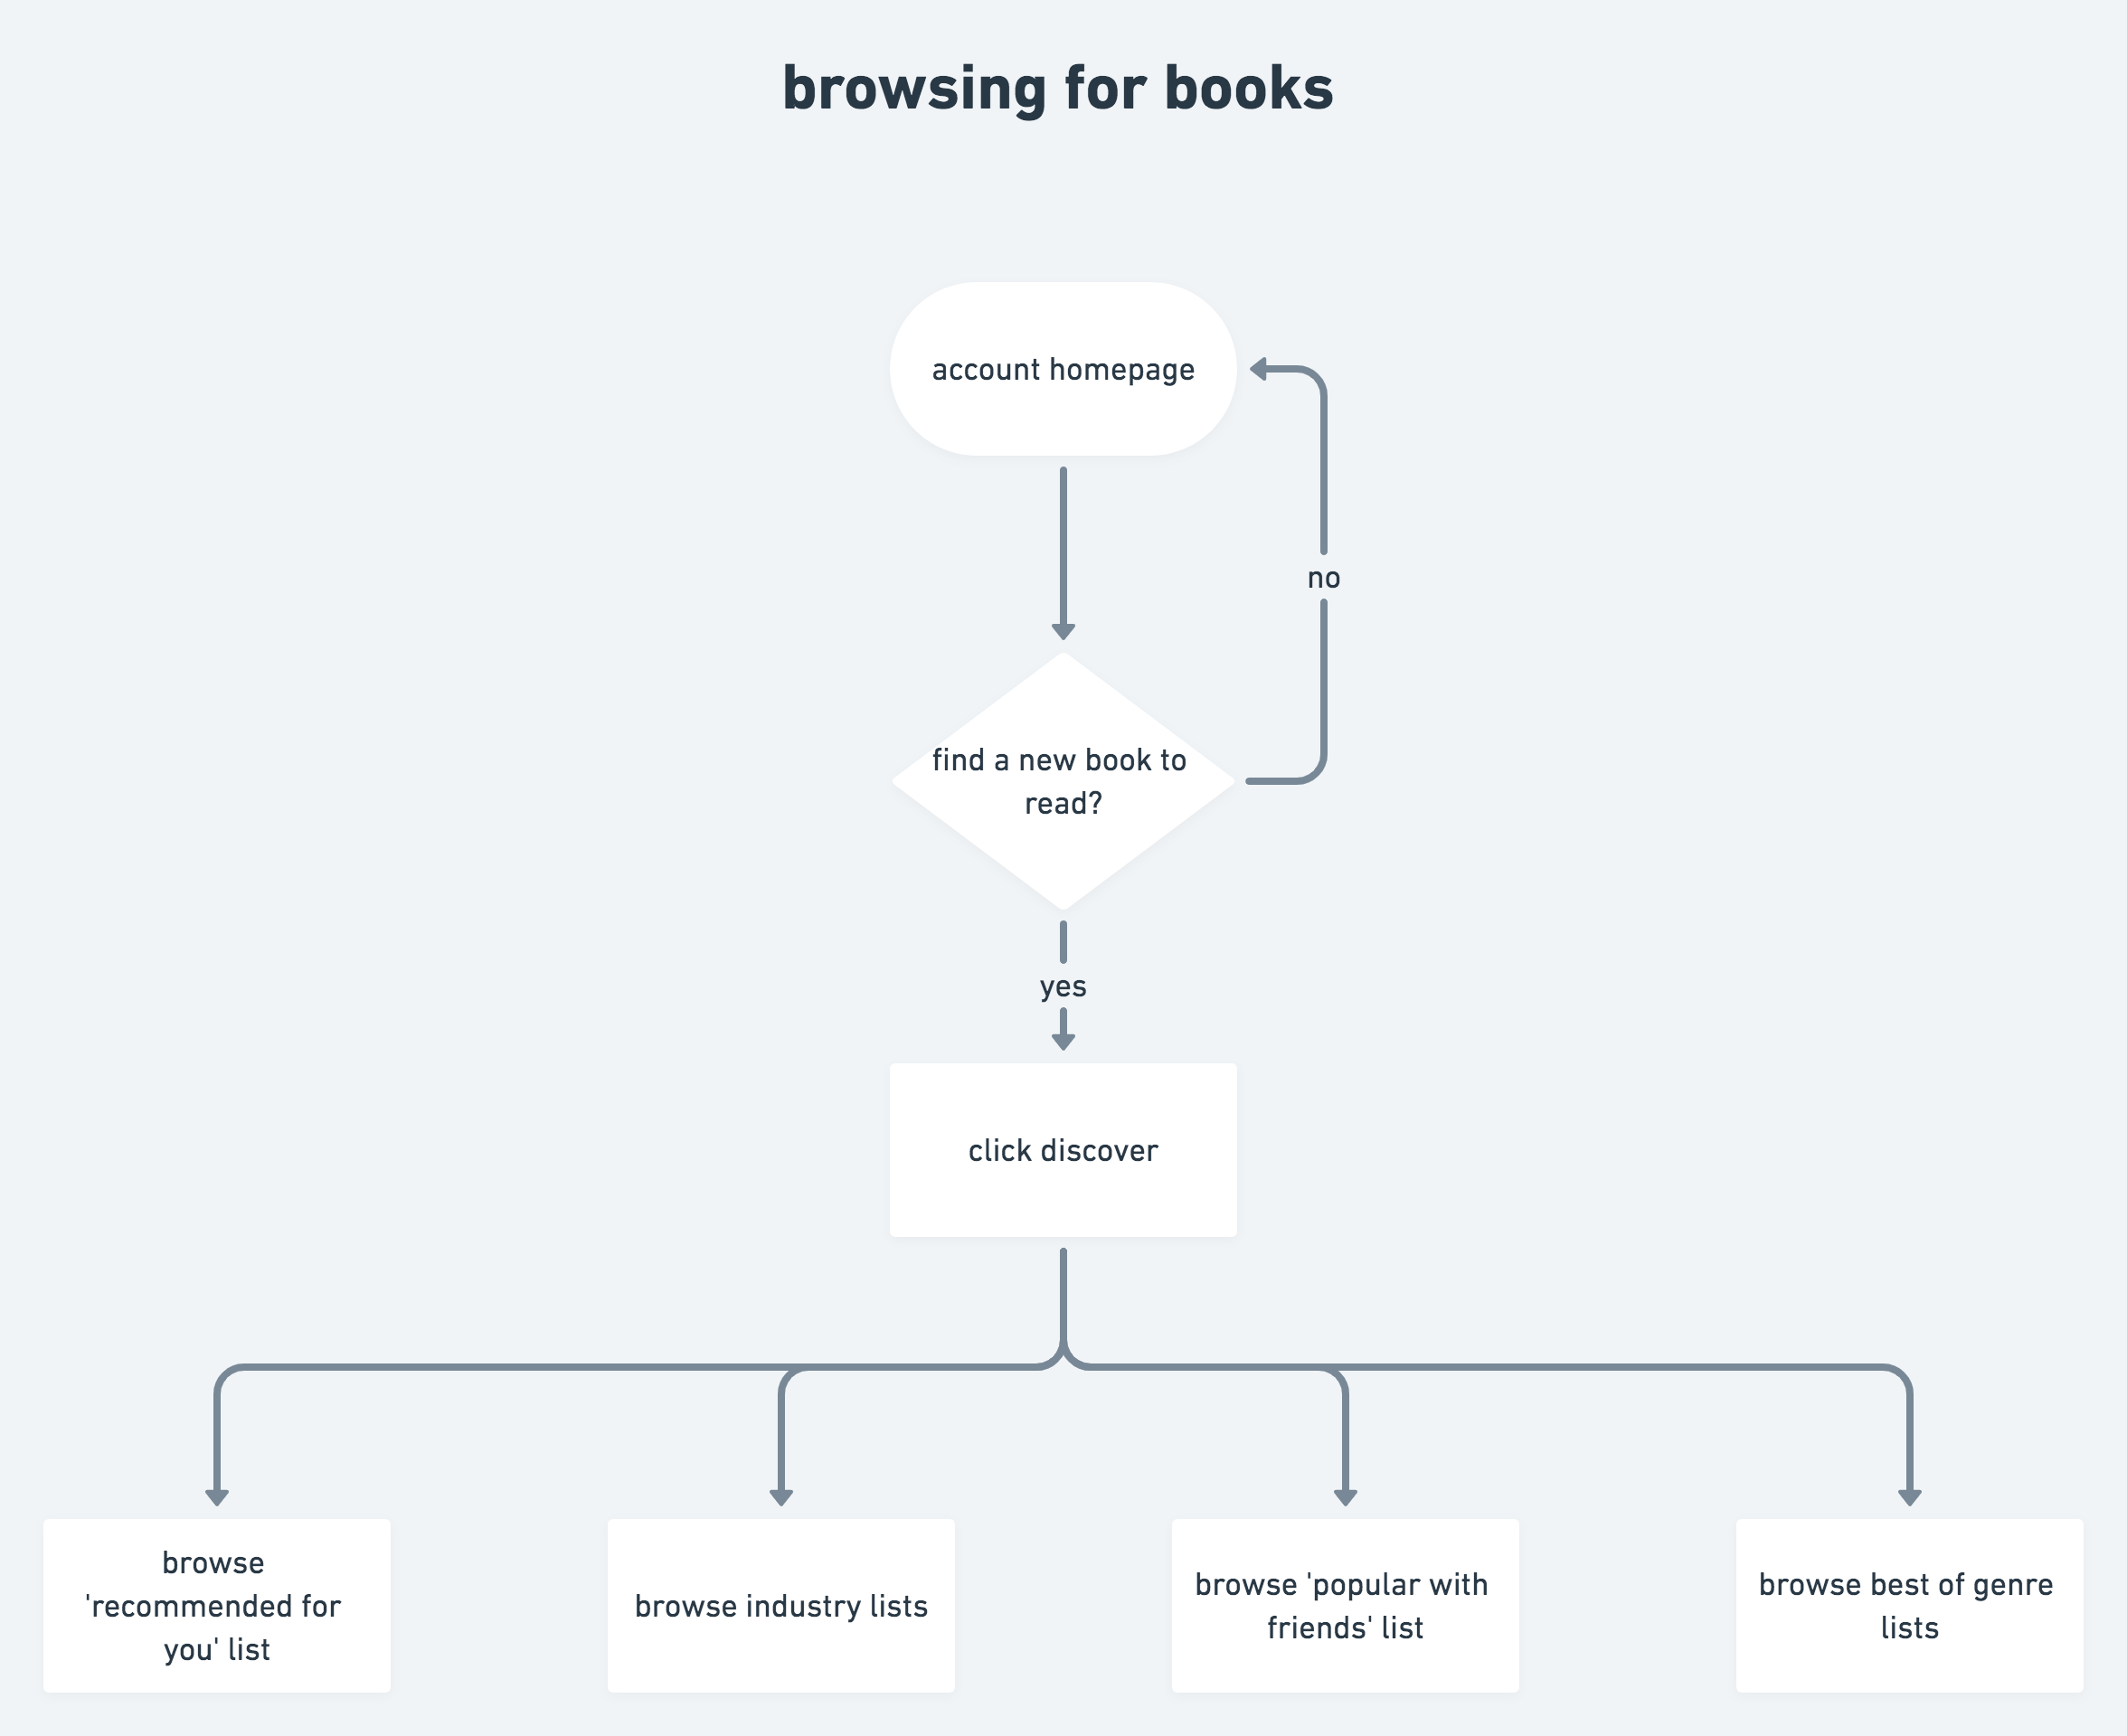 browsing for books
account homepage
no
find a new book to
read?
yes
click discover
browse
'recommended for
you' list
browse industry lists
browse 'popular with
friends' list
browse best of genre
lists